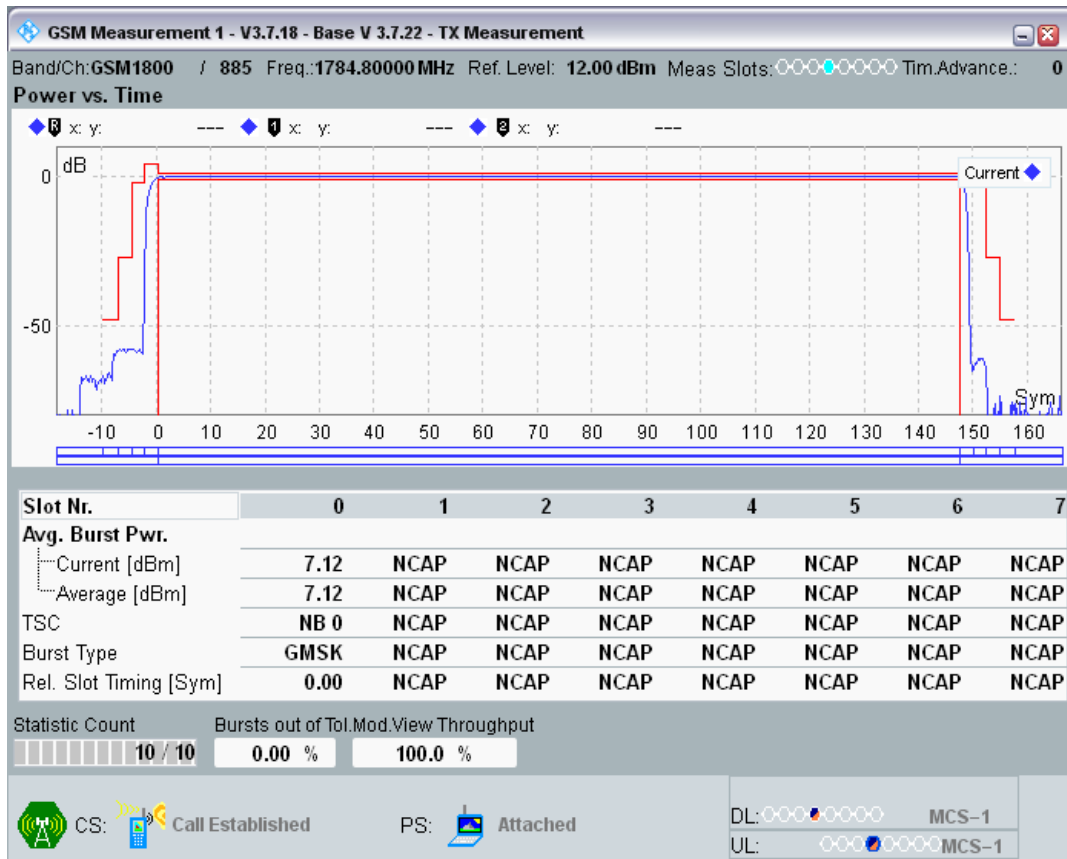 GSM Measurement 1 - V3.7.18 - Base V 3.7.22 - TX Measurement
Band/Ch:GSM1800 / 885 Freq.:1784.80000 MHz Ref. Level: 12.00 dBm Meas Slots: Tim.Advance.: 0
Power vs. Time
R x: y: --- 1 x: y: --- 2 x: y: ---
dB
Current
0
-50
Sym
-10 0 10 20 30 40 50 60 70 80 90 100 110 120 130 140 150 160
Slot Nr. 0 1 2 3 4 5 6 7
Avg. Burst Pwr.
Current [dBm] 7.12 NCAP NCAP NCAP NCAP NCAP NCAP NCAP
Average [dBm] 7.12 NCAP NCAP NCAP NCAP NCAP NCAP NCAP
TSC NB 0 NCAP NCAP NCAP NCAP NCAP NCAP NCAP
Burst Type GMSK NCAP NCAP NCAP NCAP NCAP NCAP NCAP
Rel. Slot Timing [Sym] 0.00 NCAP NCAP NCAP NCAP NCAP NCAP NCAP
Statistic Count Bursts out of Tol. Mod.View Throughput
10 / 10 0.00 % 100.0 %
CS: Call Established PS: Attached DL: MCS-1
UL: MCS-1